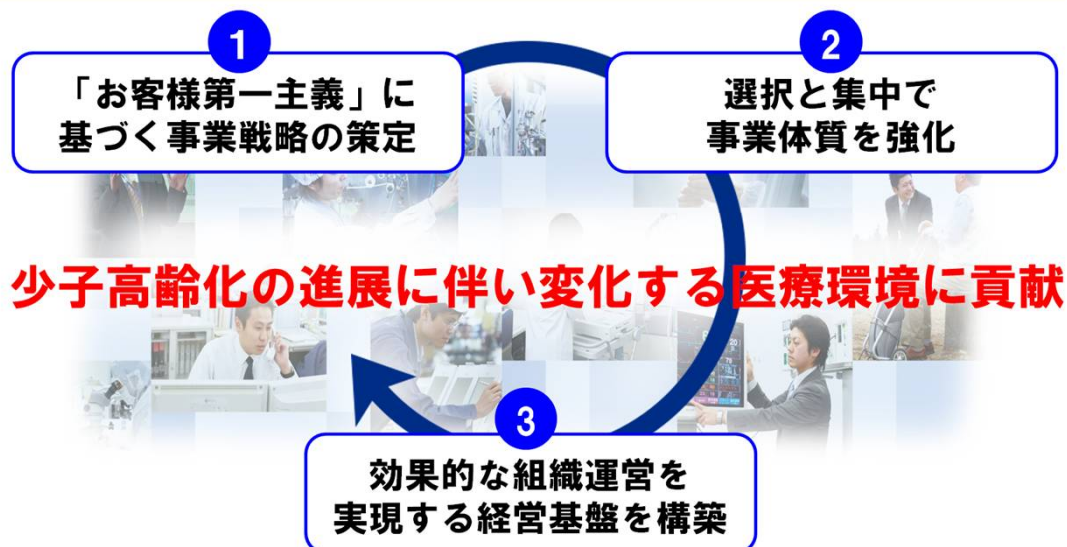 1
「お客様第一主義」に
基づく事業戦略の策定
2
選択と集中で
事業体質を強化
少子高齢化の進展に伴い変化する医療環境に貢献
3
効果的な組織運営を
実現する経営基盤を構築